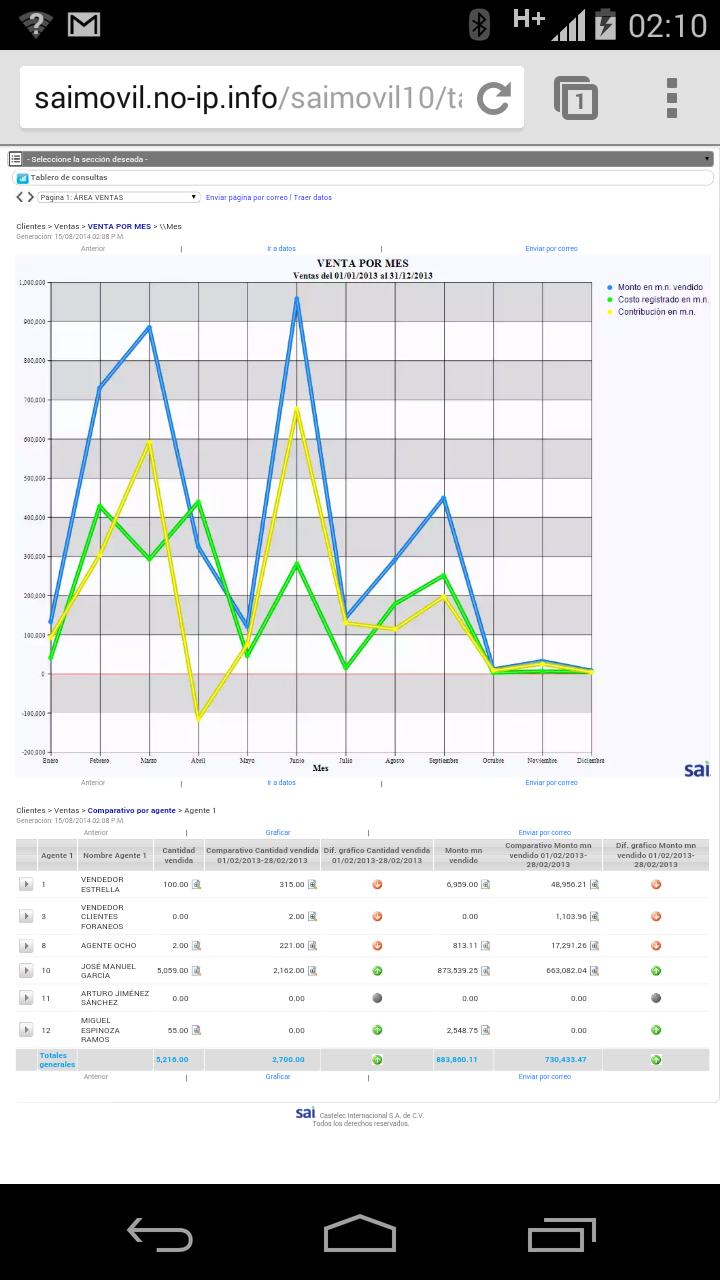 H+ 02:10
saimovil.no-ip.info/saimovil10/ta
1
- Seleccione la sección deseada -
Tablero de consultas
Página 1: ÁREA VENTAS Enviar página por correo | Traer datos
Clientes > Ventas > VENTA POR MES > \\Mes
Generación: 15/08/2014 02:08 P.M.
Anterior | Ir a datos | Enviar por correo
VENTA POR MES
Ventas del 01/01/2013 al 31/12/2013
Monto en m.n. vendido
Costo registrado en m.n.
Contribución en m.n.
1,000,000
900,000
800,000
700,000
600,000
500,000
400,000
300,000
200,000
100,000
0
-100,000
-200,000
Enero Febrero Marzo Abril Mayo Junio Julio Agosto Septiembre Octubre Noviembre Diciembre
Mes
sai
Anterior | Ir a datos | Enviar por correo
Clientes > Ventas > Comparativo por agente > Agente 1
Generación: 15/08/2014 02:08 P.M.
Anterior | Graficar | Enviar por correo
Agente 1 Nombre Agente 1 Cantidad vendida Comparativo Cantidad vendida 01/02/2013-28/02/2013 Dif. gráfico Cantidad vendida 01/02/2013-28/02/2013 Monto mn vendido Comparativo Monto mn vendido 01/02/2013-28/02/2013 Dif. gráfico Monto mn vendido 01/02/2013-28/02/2013
1 VENDEDOR ESTRELLA 100.00 315.00 6,959.00 48,956.21
3 VENDEDOR CLIENTES FORANEOS 0.00 2.00 0.00 1,103.96
8 AGENTE OCHO 2.00 221.00 813.11 17,291.26
10 JOSÉ MANUEL GARCÍA 5,059.00 2,162.00 873,539.25 663,082.04
11 ARTURO JIMÉNEZ SÁNCHEZ 0.00 0.00 0.00 0.00
12 MIGUEL ESPINOZA RAMOS 55.00 0.00 2,548.75 0.00
Totales generales 5,216.00 2,700.00 883,860.11 730,433.47
Anterior | Graficar | Enviar por correo
sai Castelec Internacional S.A. de C.V.
Todos los derechos reservados.